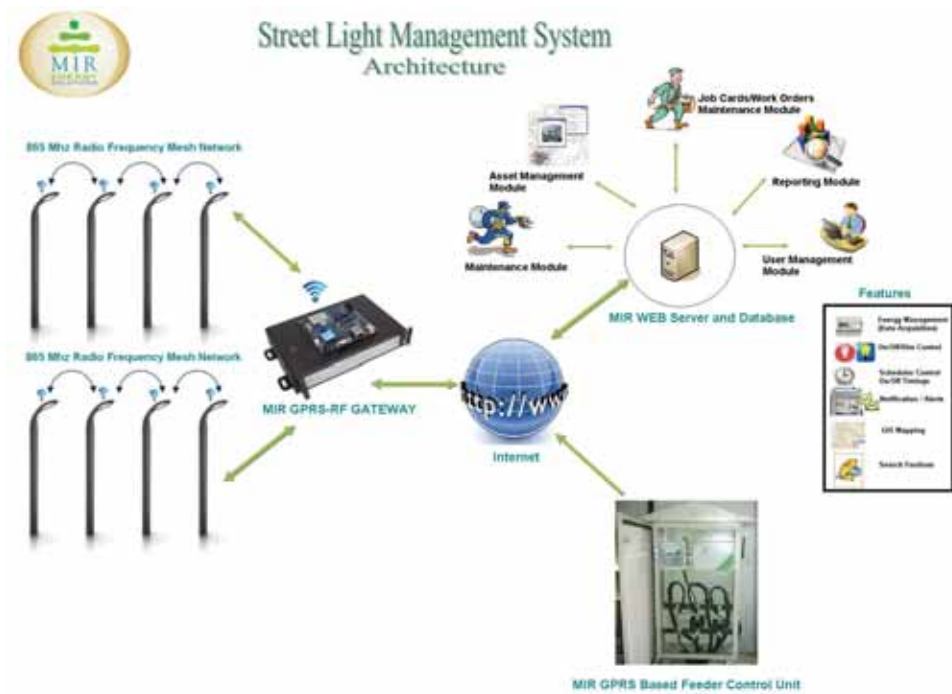 Street Light Management System
Architecture
MIR
ENERGY
SOLUTIONS
Job Cards/Work Orders
Maintenance Module
865 Mhz Radio Frequency Mesh Network
Asset Management
Module
Reporting Module
Maintenance Module
User Management
Module
Features
MIR WEB Server and Database
Energy Management
(Data Acquisition)
On/Off/Dim Control
865 Mhz Radio Frequency Mesh Network
Scheduler Control
On/Off Timings
Notification / Alerts
MIR GPRS-RF GATEWAY
http://ww
GIS Mapping
Internet
Search Feature
MIR GPRS Based Feeder Control Unit